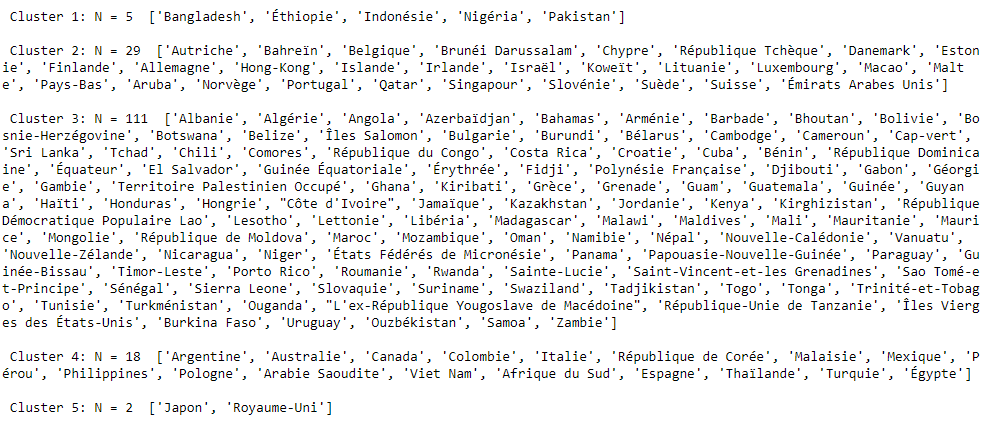 Cluster 1: N = 5  ['Bangladesh', 'Éthiopie', 'Indonésie', 'Nigéria', 'Pakistan']
Cluster 2: N = 29  ['Autriche', 'Bahreïn', 'Belgique', 'Brunéi Darussalam', 'Chypre', 'République Tchèque', 'Danemark', 'Eston
ie', 'Finlande', 'Allemagne', 'Hong-Kong', 'Islande', 'Irlande', 'Israël', 'Koweït', 'Lituanie', 'Luxembourg', 'Macao', 'Malt
e', 'Pays-Bas', 'Aruba', 'Norvège', 'Portugal', 'Qatar', 'Singapour', 'Slovénie', 'Suède', 'Suisse', 'Émirats Arabes Unis']
Cluster 3: N = 111  ['Albanie', 'Algérie', 'Angola', 'Azerbaïdjan', 'Bahamas', 'Arménie', 'Barbade', 'Bhoutan', 'Bolivie', 'Bo
snie-Herzégovine', 'Botswana', 'Belize', 'Îles Salomon', 'Bulgarie', 'Burundi', 'Bélarus', 'Cambodge', 'Cameroun', 'Cap-vert',
'Sri Lanka', 'Tchad', 'Chili', 'Comores', 'République du Congo', 'Costa Rica', 'Croatie', 'Cuba', 'Bénin', 'République Dominica
ine', 'Équateur', 'El Salvador', 'Guinée Équatoriale', 'Érythrée', 'Fidji', 'Polynésie Française', 'Djibouti', 'Gabon', 'Géorgi
e', 'Gambie', 'Territoire Palestinien Occupé', 'Ghana', 'Kiribati', 'Grèce', 'Grenade', 'Guam', 'Guatemala', 'Guinée', 'Guyan
a', 'Haïti', 'Honduras', 'Hongrie', "Côte d'Ivoire", 'Jamaïque', 'Kazakhstan', 'Jordanie', 'Kenya', 'Kirghizistan', 'République
Démocratique Populaire Lao', 'Lesotho', 'Lettonie', 'Libéria', 'Madagascar', 'Malawi', 'Maldives', 'Mali', 'Mauritanie', 'Mauri
ce', 'Mongolie', 'République de Moldova', 'Maroc', 'Mozambique', 'Oman', 'Namibie', 'Népal', 'Nouvelle-Calédonie', 'Vanuatu',
'Nouvelle-Zélande', 'Nicaragua', 'Niger', 'États Fédérés de Micronésie', 'Panama', 'Papouasie-Nouvelle-Guinée', 'Paraguay', 'Gu
inée-Bissau', 'Timor-Leste', 'Porto Rico', 'Roumanie', 'Rwanda', 'Sainte-Lucie', 'Saint-Vincent-et-les Grenadines', 'Sao Tomé-e
t-Principe', 'Sénégal', 'Sierra Leone', 'Slovaquie', 'Suriname', 'Swaziland', 'Tadjikistan', 'Togo', 'Tonga', 'Trinité-et-Tobag
o', 'Tunisie', 'Turkménistan', 'Ouganda', "L'ex-République Yougoslave de Macédoine", 'République-Unie de Tanzanie', 'Îles Vierg
es des États-Unis', 'Burkina Faso', 'Uruguay', 'Ouzbékistan', 'Samoa', 'Zambie']
Cluster 4: N = 18  ['Argentine', 'Australie', 'Canada', 'Colombie', 'Italie', 'République de Corée', 'Malaisie', 'Mexique', 'P
érou', 'Philippines', 'Pologne', 'Arabie Saoudite', 'Viet Nam', 'Afrique du Sud', 'Espagne', 'Thaïlande', 'Turquie', 'Égypte']
Cluster 5: N = 2  ['Japon', 'Royaume-Uni']